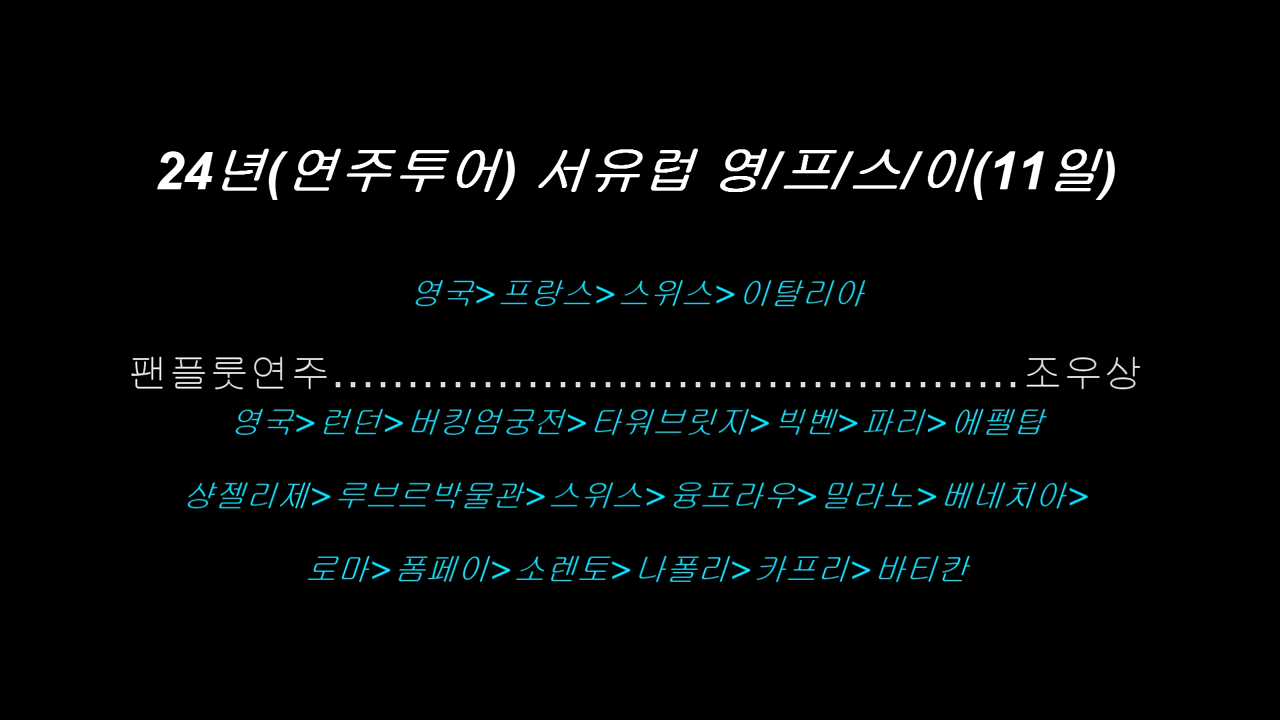 24년(연주투어) 서유럽 영/프/스/이(11일)
영국>프랑스>스위스>이탈리아
팬플룻연주..............................................조우상
영국>런던>버킹엄궁전>타워브릿지>빅벤>파리>에펠탑
샹젤리제>루브르박물관>스위스>융프라우>밀라노>베네치아>
로마>폼페이>소렌토>나폴리>카프리>바티칸